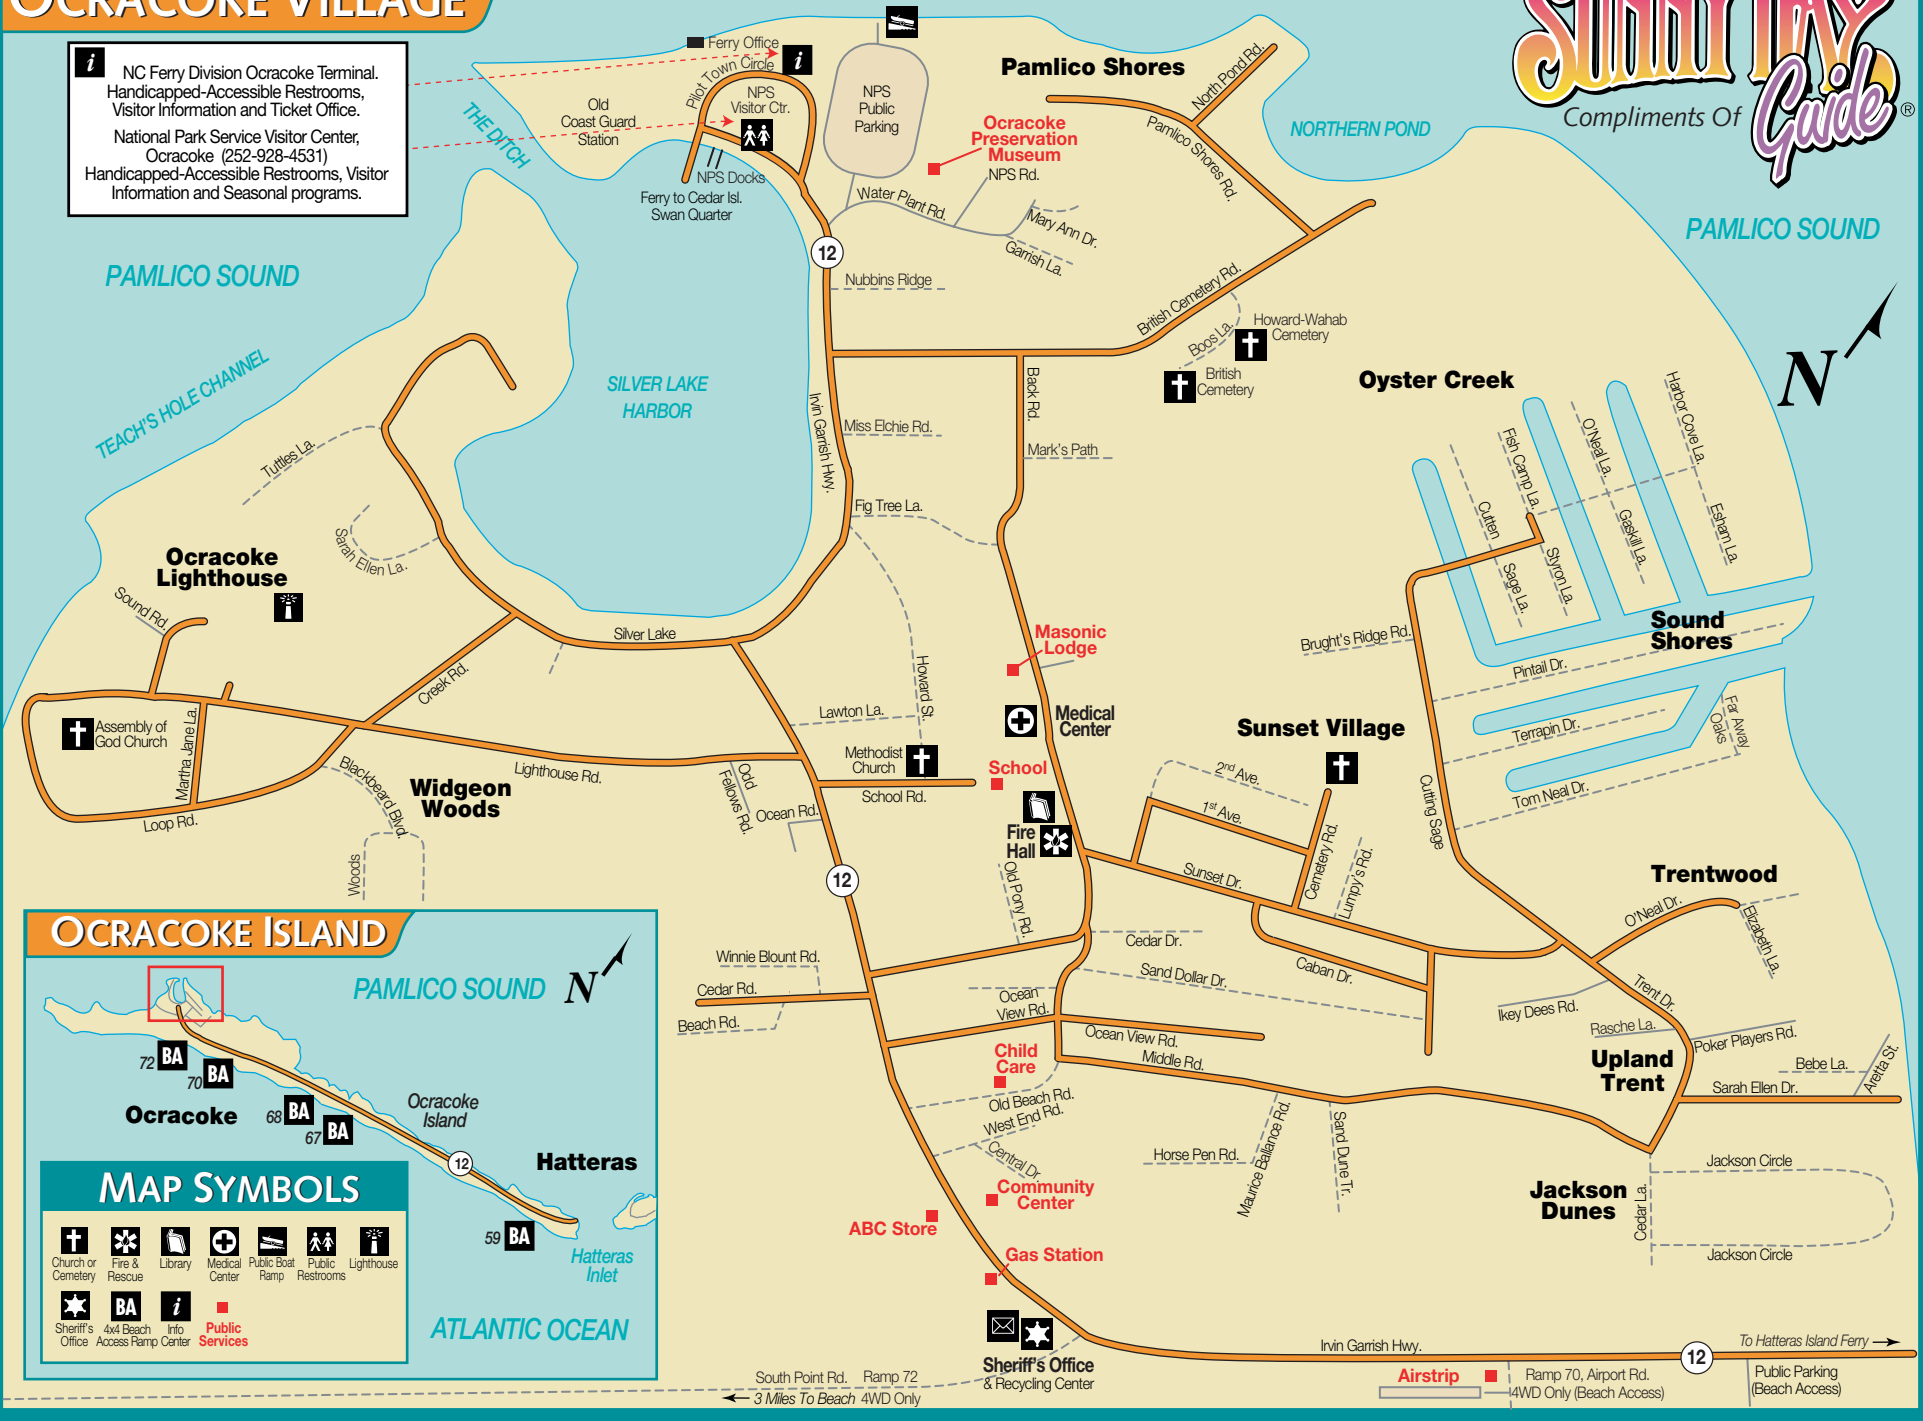 OCRACOKE VILLAGE
SUNNY DAY
Guide®
Compliments Of
NC Ferry Division Ocracoke Terminal.
Handicapped-Accessible Restrooms,
Visitor Information and Ticket Office.
National Park Service Visitor Center,
Ocracoke (252-928-4531)
Handicapped-Accessible Restrooms, Visitor
Information and Seasonal programs.
i
Ferry Office
i
Pilot Town Circle
NPS
Visitor Ctr.
Old
Coast Guard
Station
THE DITCH
NPS Docks
Ferry to Cedar Isl.
Swan Quarter
NPS
Public
Parking
Pamlico Shores
North Pond Rd.
Pamlico Shores Rd.
NORTHERN POND
Ocracoke
Preservation
Museum
NPS Rd.
Water Plant Rd.
Mary Ann Dr.
Garrish La.
PAMLICO SOUND
PAMLICO SOUND
N
12
Nubbins Ridge
British Cemetery Rd.
Boos La.
Howard-Wahab
Cemetery
British
Cemetery
TEACH'S HOLE CHANNEL
SILVER LAKE
HARBOR
Irvin Garrish Hwy.
Back Rd.
Miss Elchie Rd.
Mark's Path
Fig Tree La.
Oyster Creek
Cutten
Fish Camp La.
O'Neal La.
Harbor Cove La.
Sage La.
Styron La.
Gaskill La.
Esham La.
Tuttles La.
Sarah Ellen La.
Ocracoke
Lighthouse
Sound Rd.
Silver Lake
Creek Rd.
Howard St.
Masonic
Lodge
Brught's Ridge Rd.
Sound
Shores
Pintail Dr.
Terrapin Dr.
Far Away
Oaks
Tom Neal Dr.
Cutting Sage
Assembly of
God Church
Martha Jane La.
Loop Rd.
Blackbeard Blvd.
Woods
Widgeon
Woods
Lighthouse Rd.
Odd
Fellows Rd.
Ocean Rd.
Lawton La.
Methodist
Church
School Rd.
School
Medical
Center
Fire
Hall
Old Pony Rd.
Sunset Village
2nd Ave.
1st Ave.
Sunset Dr.
Cemetery Rd.
Lumpy's Rd.
12
Trentwood
O'Neal Dr.
Elizabeth La.
Trent Dr.
Winnie Blount Rd.
Cedar Rd.
Beach Rd.
Cedar Dr.
Sand Dollar Dr.
Caban Dr.
Ocean
View Rd.
Ocean View Rd.
Middle Rd.
Ikey Dees Rd.
Rasche La.
Poker Players Rd.
Upland
Trent
Bebe La.
Aretta St.
Sarah Ellen Dr.
Child
Care
Old Beach Rd.
West End Rd.
Central Dr.
Community
Center
ABC Store
Gas Station
Horse Pen Rd.
Maurice Ballance Rd.
Sand Dune Tr.
Jackson
Dunes
Cedar La.
Jackson Circle
Jackson Circle
Sheriff's Office
& Recycling Center
Irvin Garrish Hwy.
12
To Hatteras Island Ferry
South Point Rd. Ramp 72
3 Miles To Beach 4WD Only
Airstrip
Ramp 70, Airport Rd.
4WD Only (Beach Access)
Public Parking
(Beach Access)
OCRACOKE ISLAND
PAMLICO SOUND
N
72 BA
70 BA
68 BA
67 BA
59 BA
Ocracoke
Ocracoke
Island
12
Hatteras
Hatteras
Inlet
ATLANTIC OCEAN
MAP SYMBOLS
Church or
Cemetery
Fire &
Rescue
Library
Medical
Center
Public Boat
Ramp
Public
Restrooms
Lighthouse
BA
i
Sheriff's
Office
4x4 Beach
Access Ramp
Info
Center
Public
Services